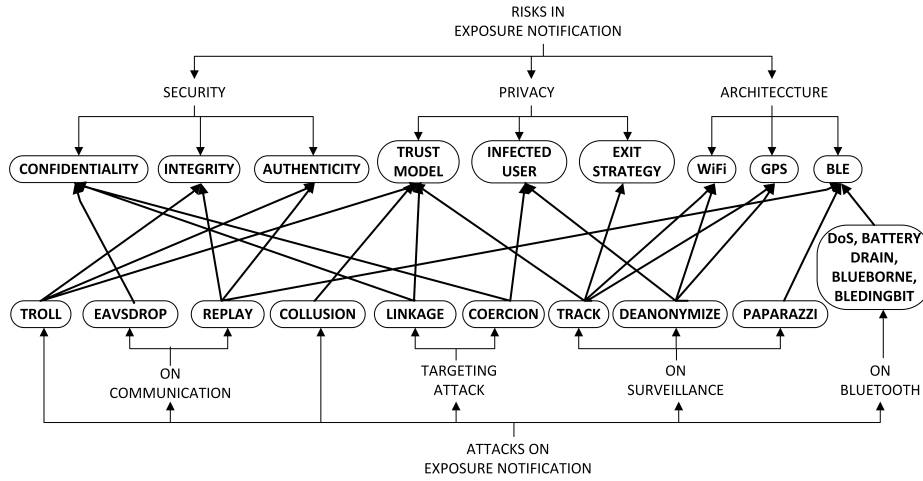 RISKS IN
EXPOSURE NOTIFICATION
SECURITY
PRIVACY
ARCHITECCTURE
CONFIDENTIALITY
INTEGRITY
AUTHENTICITY
TRUST
MODEL
INFECTED
USER
EXIT
STRATEGY
WiFi
GPS
BLE
DoS, BATTERY
DRAIN,
BLUEBORNE,
BLEDINGBIT
TROLL
EAVSDROP
REPLAY
COLLUSION
LINKAGE
COERCION
TRACK
DEANONYMIZE
PAPARAZZI
ON
COMMUNICATION
TARGETING
ATTACK
ON
SURVEILLANCE
ON
BLUETOOTH
ATTACKS ON
EXPOSURE NOTIFICATION